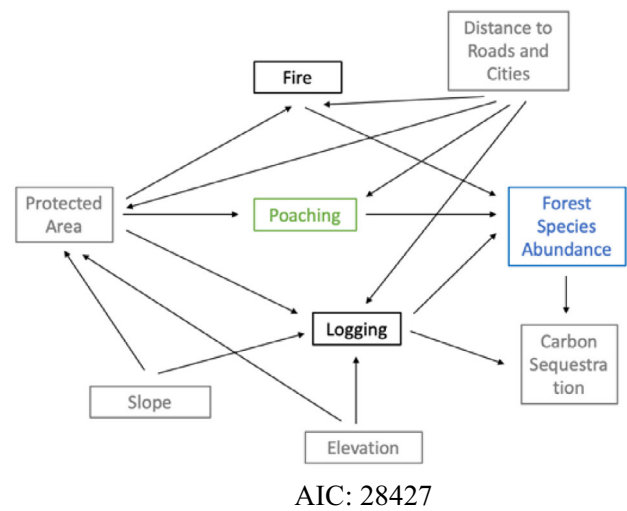 Distance to
Roads and
Cities
Fire
Protected
Area
Poaching
Forest
Species
Abundance
Logging
Carbon
Sequestra
tion
Slope
Elevation
AIC: 28427